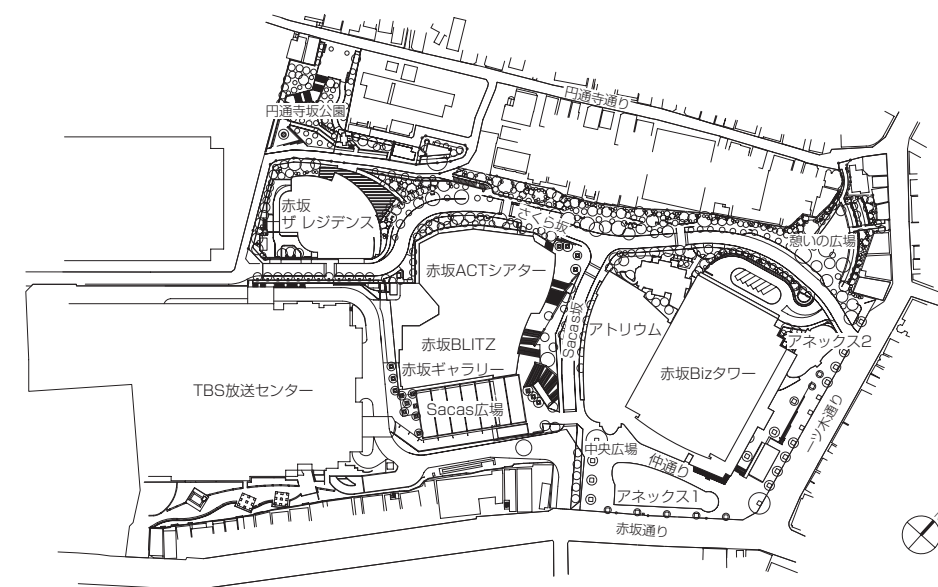 円通寺通り
円通寺坂公園
赤坂
ザ レジデンス
さくら坂
憩いの広場
赤坂ACTシアター
Sacas坂
アトリウム
赤坂BLITZ
アネックス2
赤坂ギャラリー
赤坂Bizタワー
TBS放送センター
Sacas広場
一ツ木通り
中央広場
仲通り
アネックス1
赤坂通り